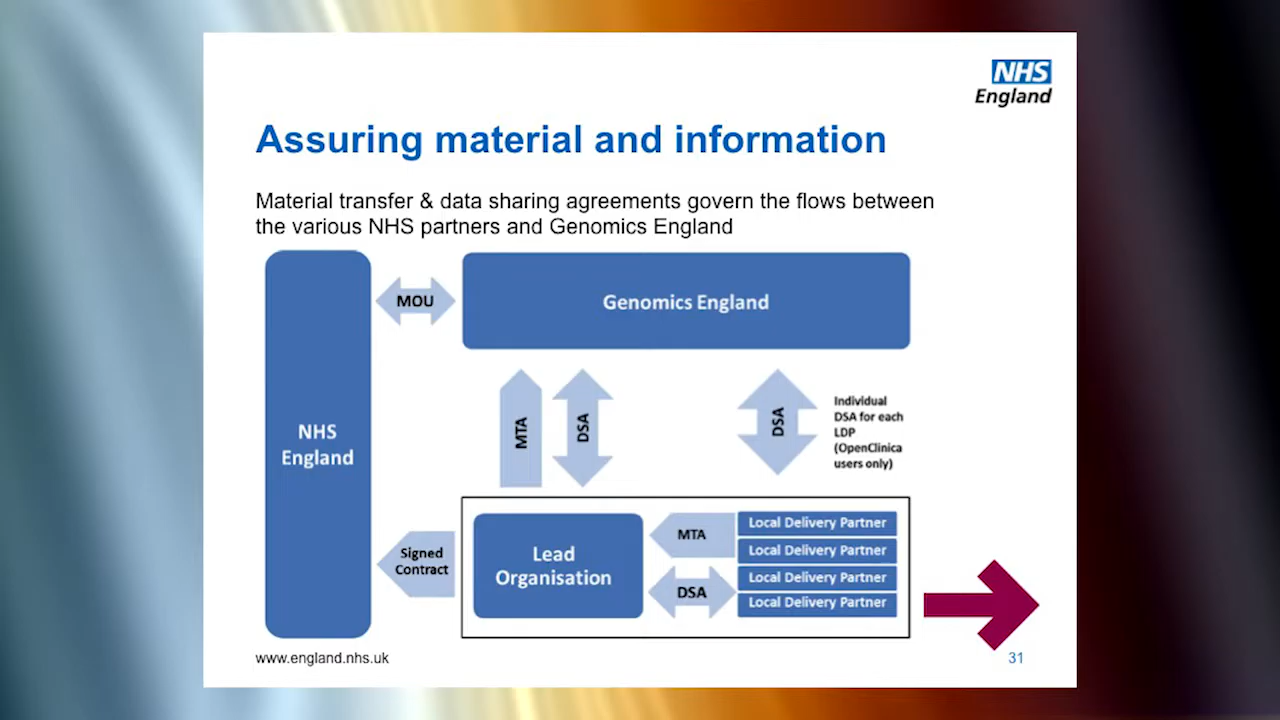 NHS
England
Assuring material and information
Material transfer & data sharing agreements govern the flows between
the various NHS partners and Genomics England
MOU
Genomics England
NHS
England
MTA
DSA
DSA
Individual
DSA for each
LDP
(OpenClinica
users only)
Signed
Contract
Lead
Organisation
MTA
DSA
Local Delivery Partner
Local Delivery Partner
Local Delivery Partner
Local Delivery Partner
www.england.nhs.uk
31